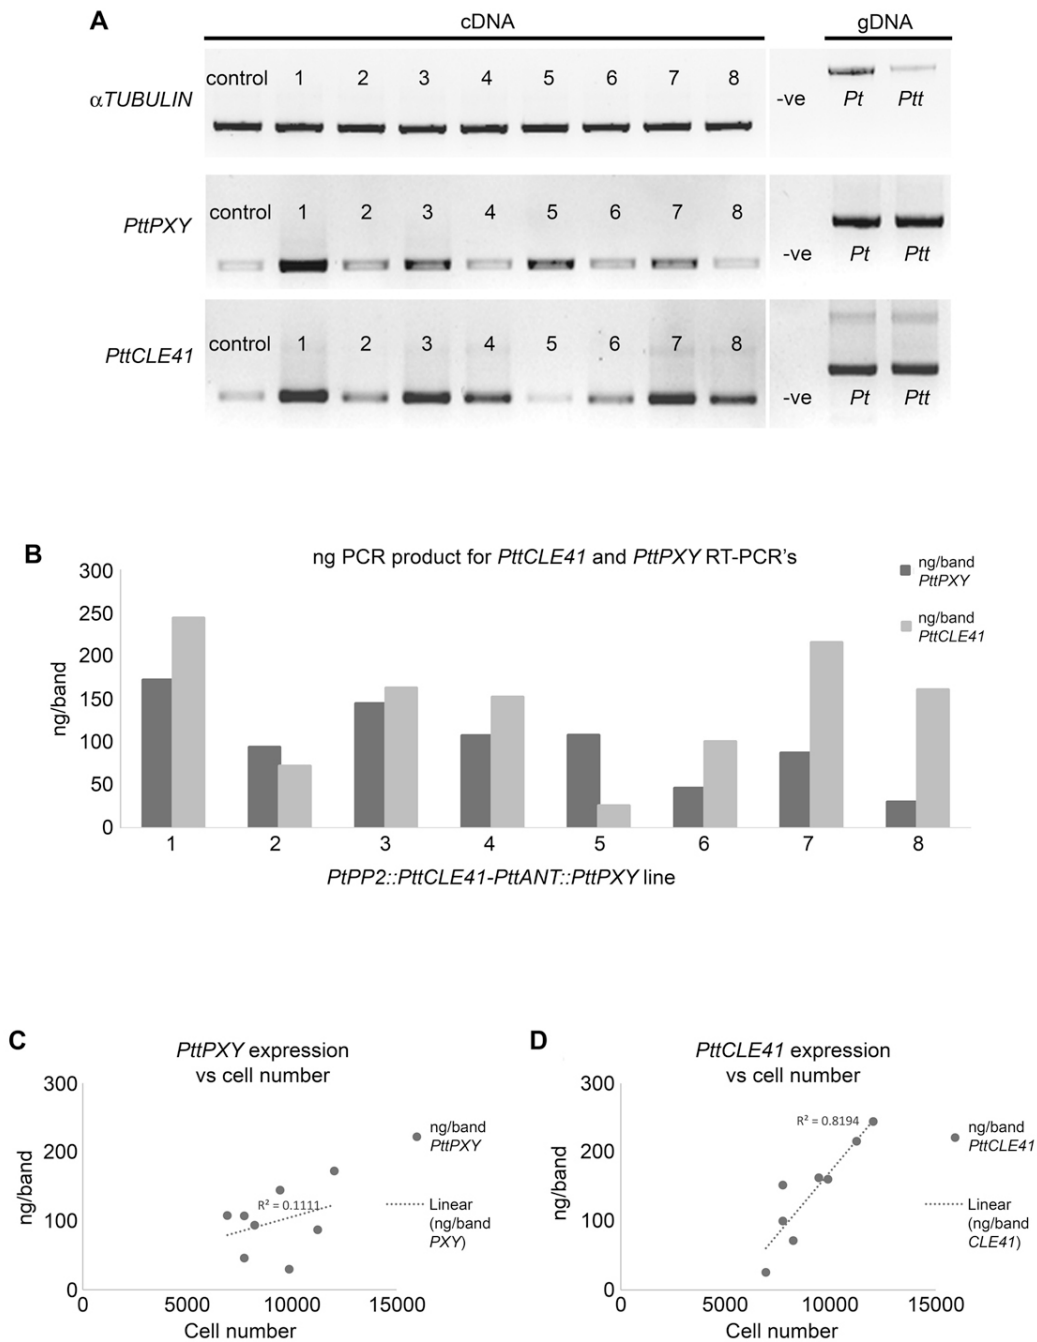 A
cDNA
gDNA
control 1 2 3 4 5 6 7 8
αTUBULIN
-ve Pt Ptt
control 1 2 3 4 5 6 7 8
PttPXY
-ve Pt Ptt
control 1 2 3 4 5 6 7 8
PttCLE41
-ve Pt Ptt
B
ng PCR product for PttCLE41 and PttPXY RT-PCR's
ng/band
PttPXY
ng/band
PttCLE41
300
250
200
150
100
50
0
ng/band
1 2 3 4 5 6 7 8
PtPP2::PttCLE41-PttANT::PttPXY line
C
PttPXY expression
vs cell number
300
200
100
0
ng/band
R² = 0.1111
ng/band
PttPXY
Linear
(ng/band
PXY)
0 5000 10000 15000
Cell number
D
PttCLE41 expression
vs cell number
300
200
100
0
ng/band
R² = 0.8194
ng/band
PttCLE41
Linear
(ng/band
CLE41)
0 5000 10000 15000
Cell number